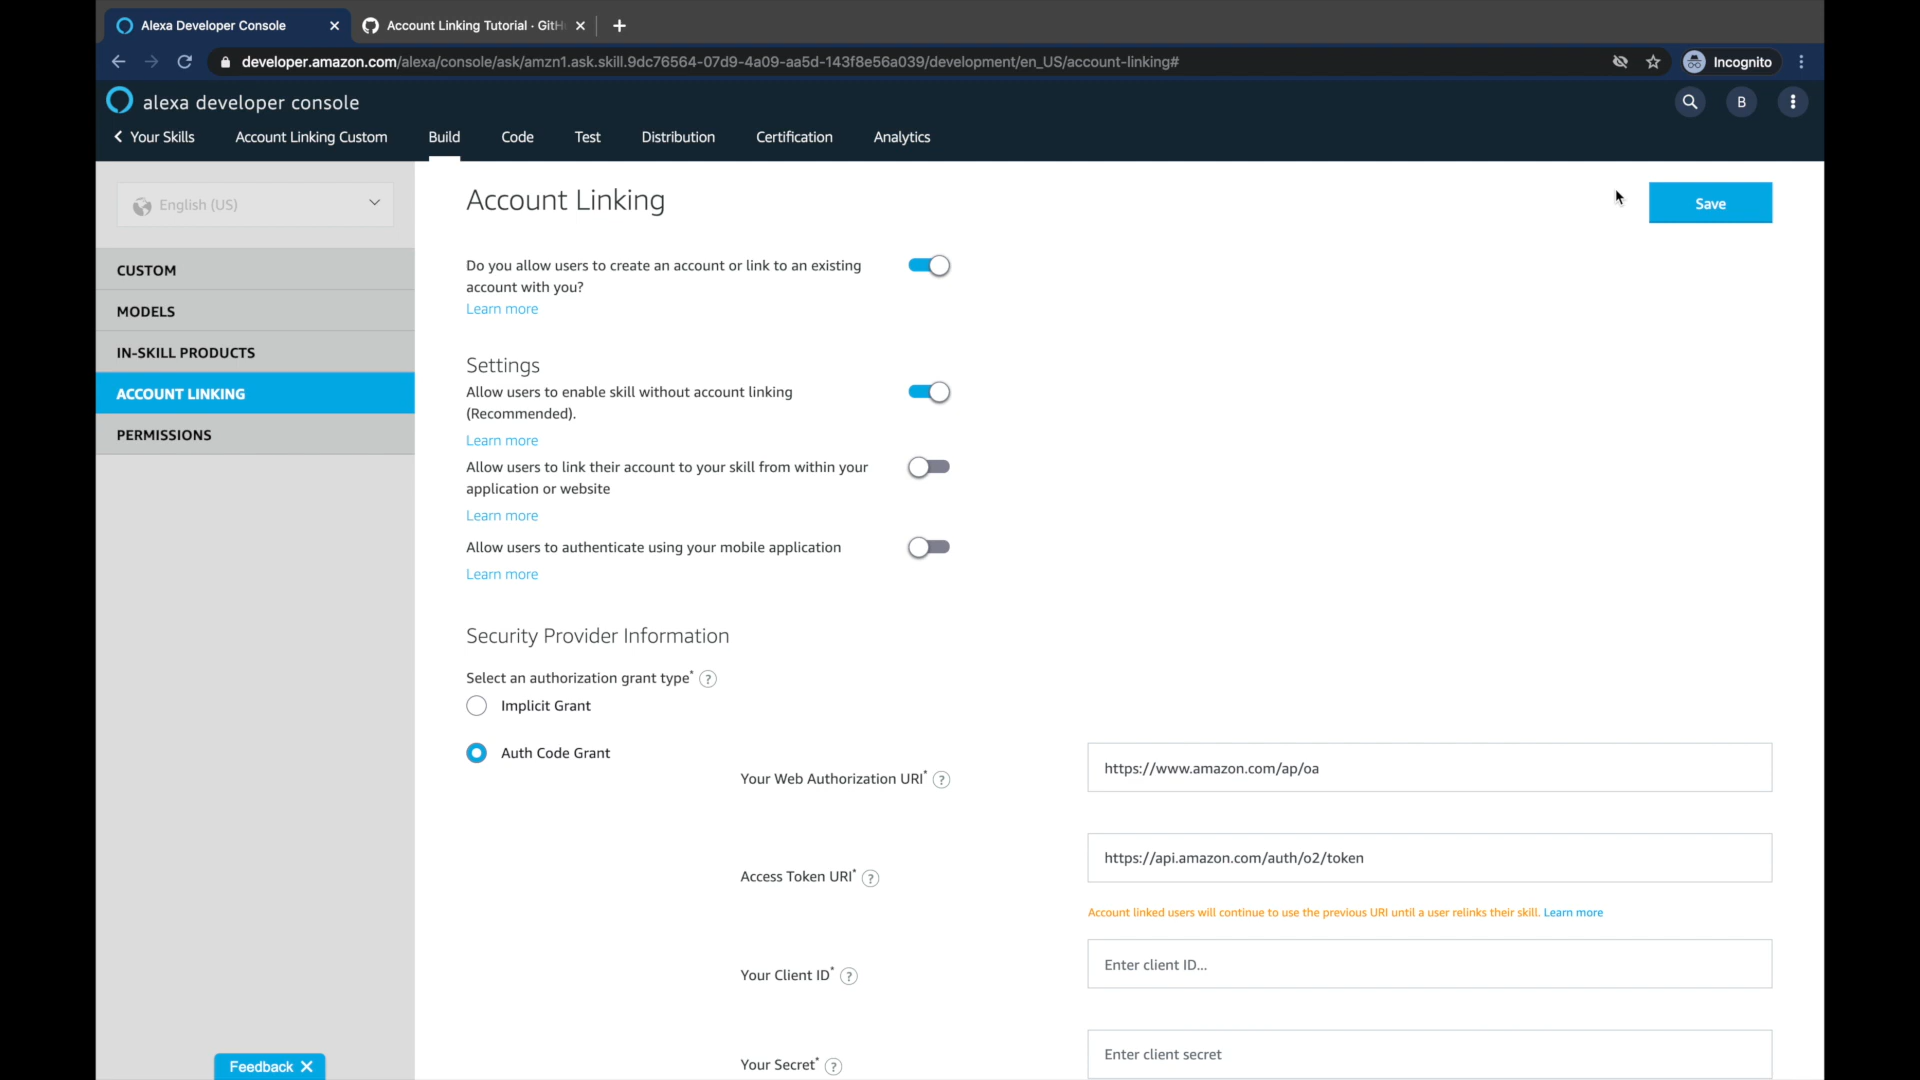 Alexa Developer Console
Account Linking Tutorial · GitH
developer.amazon.com/alexa/console/ask/amzn1.ask.skill.9dc76564-07d9-4a09-aa5d-143f8e56a039/development/en_US/account-linking#
Incognito
alexa developer console
B
Your Skills Account Linking Custom Build Code Test Distribution Certification Analytics
English (US)
CUSTOM
MODELS
IN-SKILL PRODUCTS
ACCOUNT LINKING
PERMISSIONS
Feedback
Account Linking
Save
Do you allow users to create an account or link to an existing
account with you?
Learn more
Settings
Allow users to enable skill without account linking
(Recommended).
Learn more
Allow users to link their account to your skill from within your
application or website
Learn more
Allow users to authenticate using your mobile application
Learn more
Security Provider Information
Select an authorization grant type* ?
Implicit Grant
Auth Code Grant
Your Web Authorization URI* ?
https://www.amazon.com/ap/oa
Access Token URI* ?
https://api.amazon.com/auth/o2/token
Account linked users will continue to use the previous URI until a user relinks their skill. Learn more
Your Client ID* ?
Enter client ID...
Your Secret* ?
Enter client secret